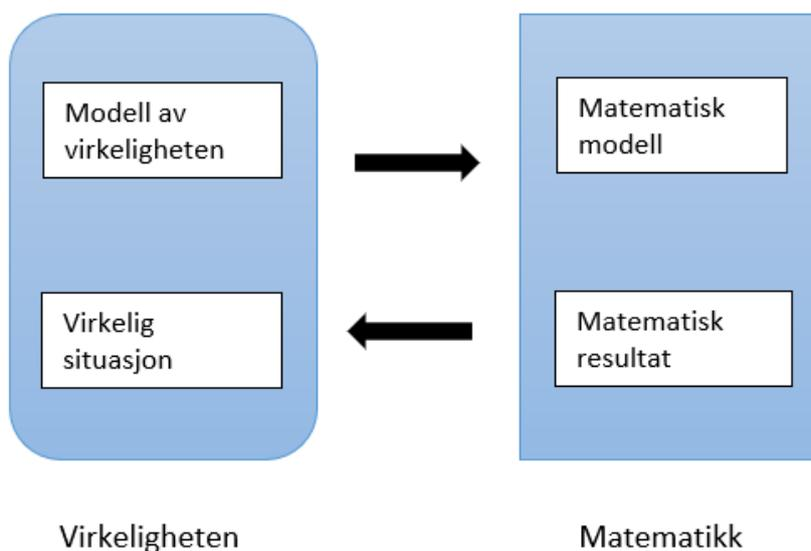 Modell av
virkeligheten
Matematisk
modell
Virkelig
situasjon
Matematisk
resultat
Virkeligheten
Matematikk